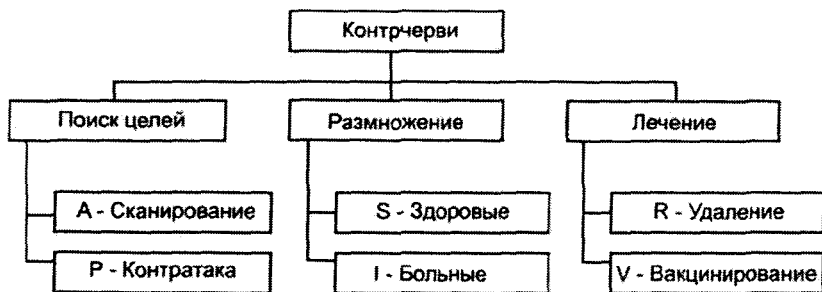 Контрчерви
Поиск целей
Размножение
Лечение
A - Сканирование
S - Здоровые
R - Удаление
P - Контратака
I - Больные
V - Вакцинирование